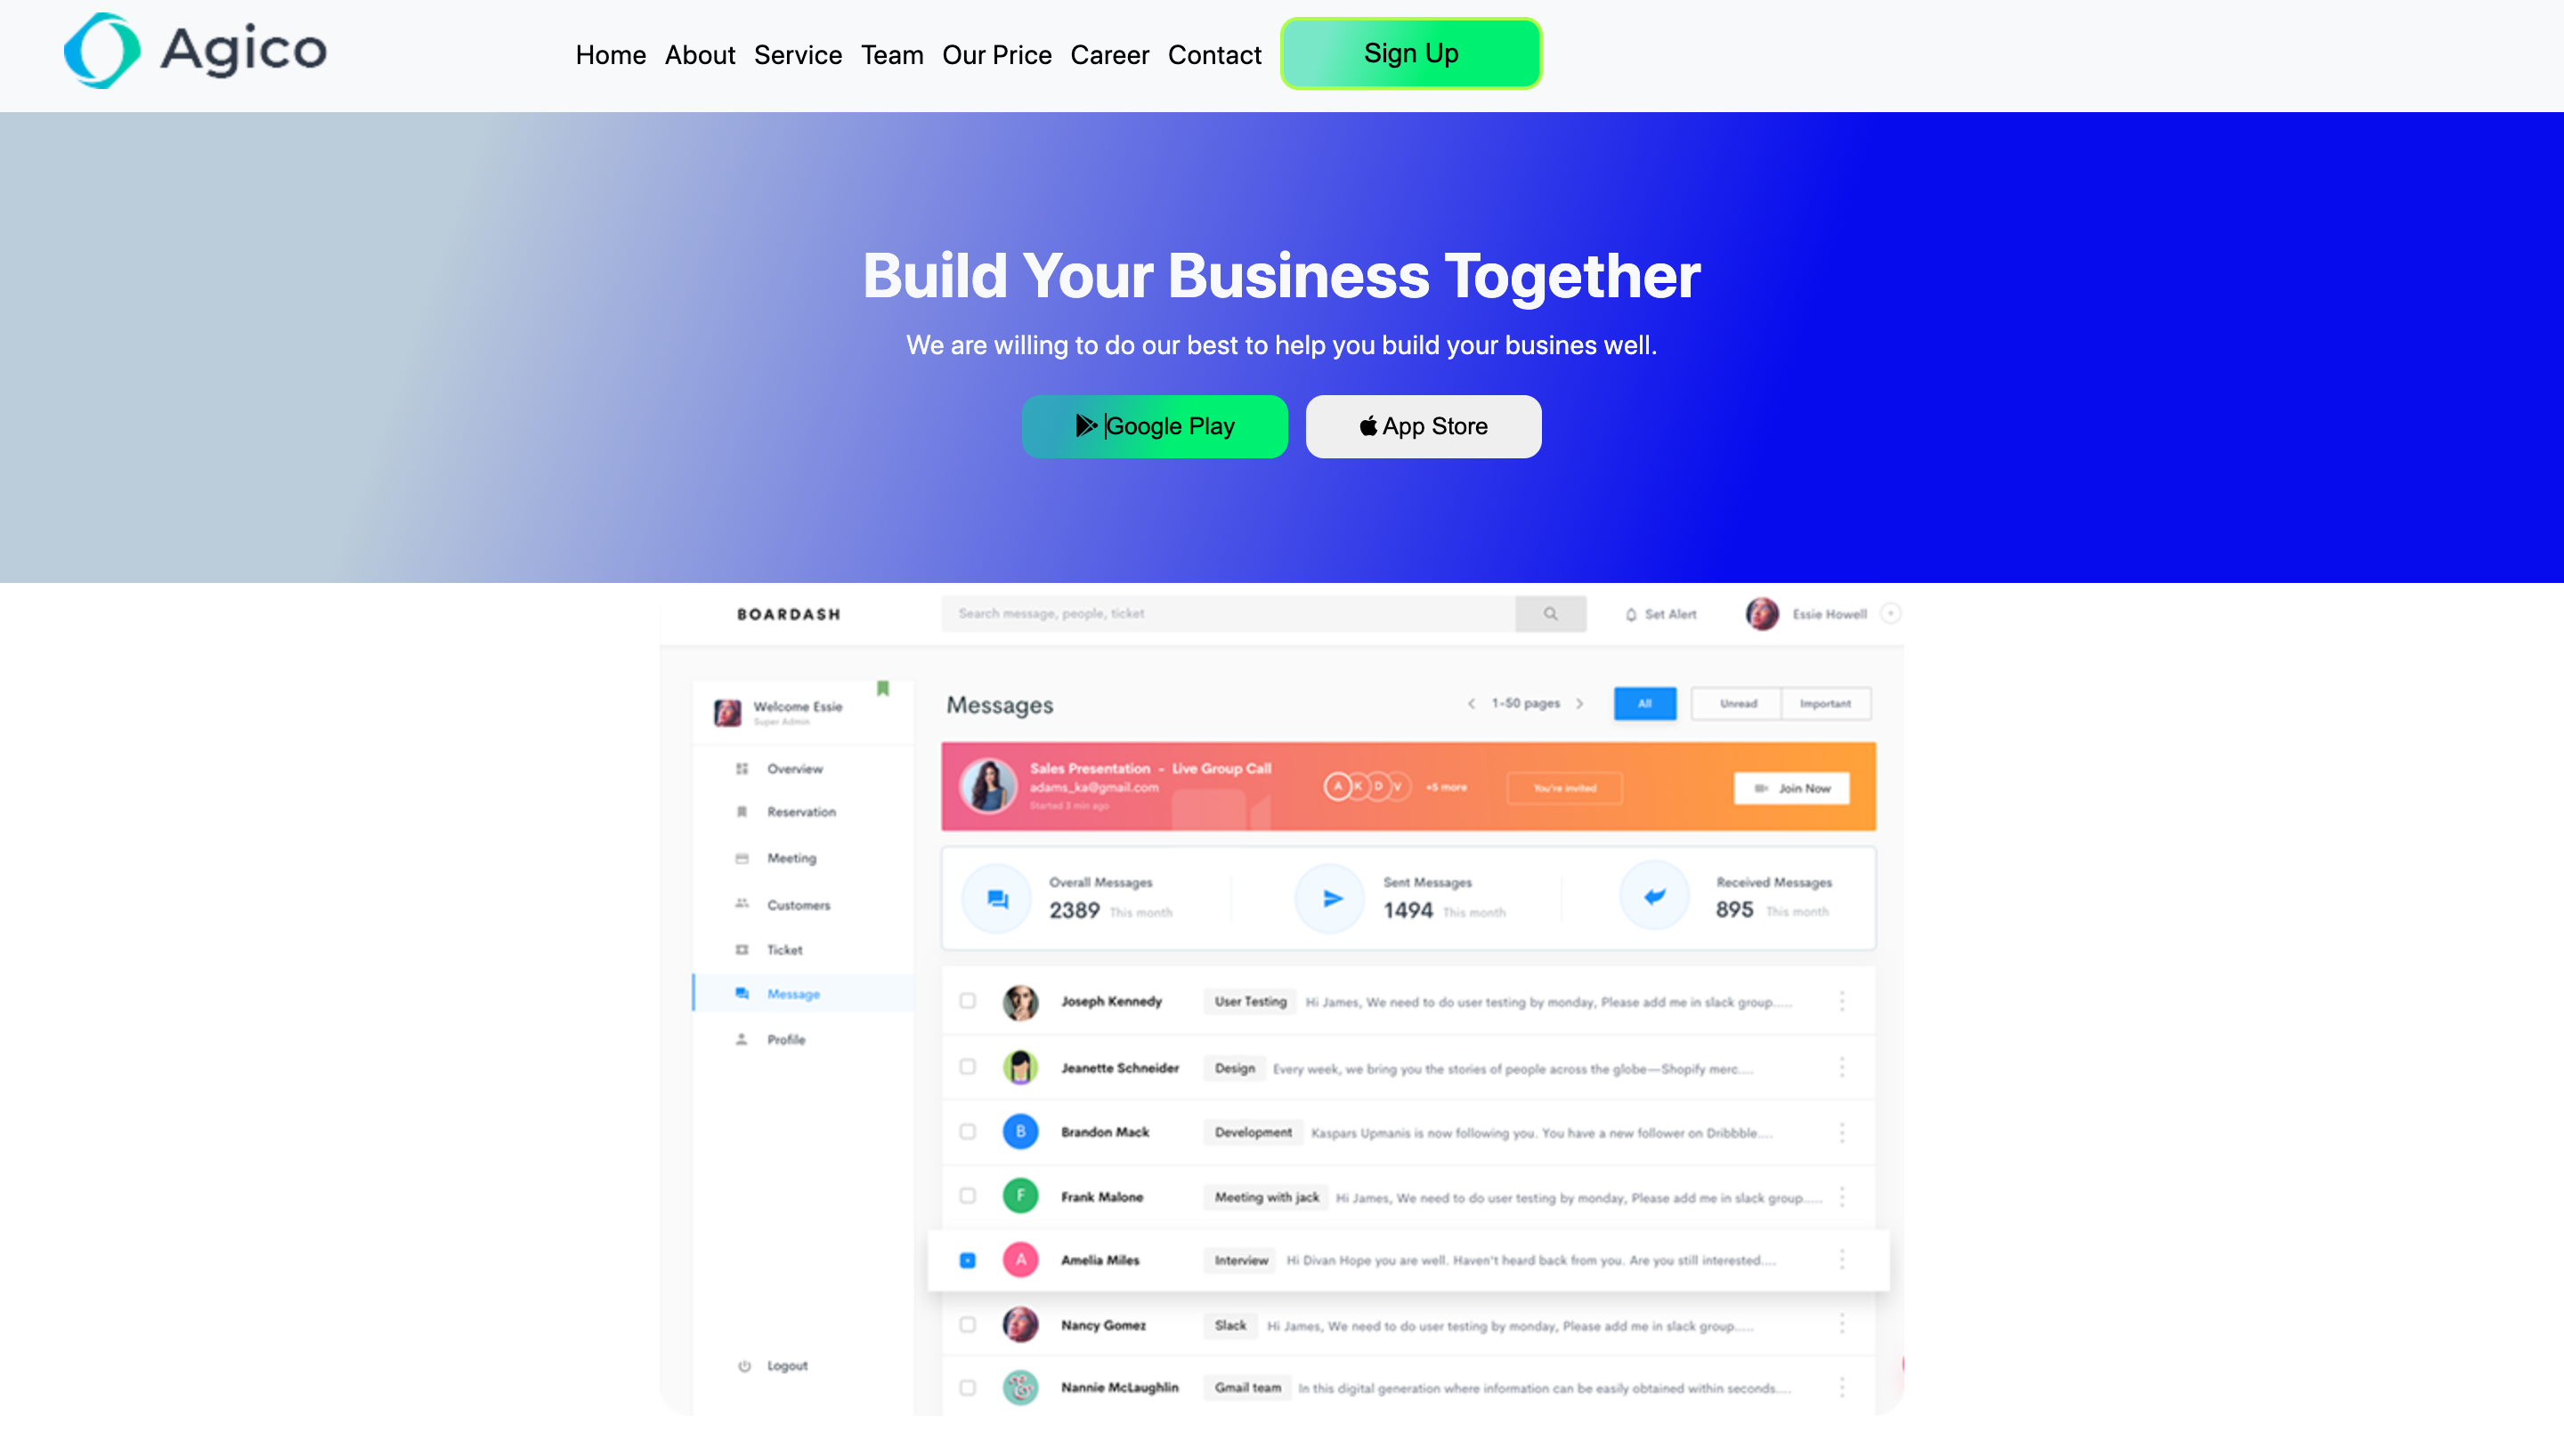 Agico
Home About Service Team Our Price Career Contact Sign Up
Build Your Business Together
We are willing to do our best to help you build your busines well.
Google Play App Store
BOARDASH Search message, people, ticket Set Alert Essie Howell
Welcome Essie
Super Admin
Overview
Reservation
Meeting
Customers
Ticket
Message
Profile
Logout
Messages 1-50 pages All Unread Important
Sales Presentation - Live Group Call
adams_ka@gmail.com
Started 3 min ago
A K D V +5 more You're invited Join Now
Overall Messages
2389 This month
Sent Messages
1494 This month
Received Messages
895 This month
Joseph Kennedy User Testing Hi James, We need to do user testing by monday, Please add me in slack group.....
Jeanette Schneider Design Every week, we bring you the stories of people across the globe—Shopify merc....
B Brandon Mack Development Kaspars Upmanis is now following you. You have a new follower on Dribbble....
F Frank Malone Meeting with jack Hi James, We need to do user testing by monday, Please add me in slack group.....
A Amelia Miles Interview Hi Divan Hope you are well. Haven't heard back from you. Are you still interested....
Nancy Gomez Slack Hi James, We need to do user testing by monday, Please add me in slack group.....
Nannie McLaughlin Gmail team In this digital generation where information can be easily obtained within seconds....